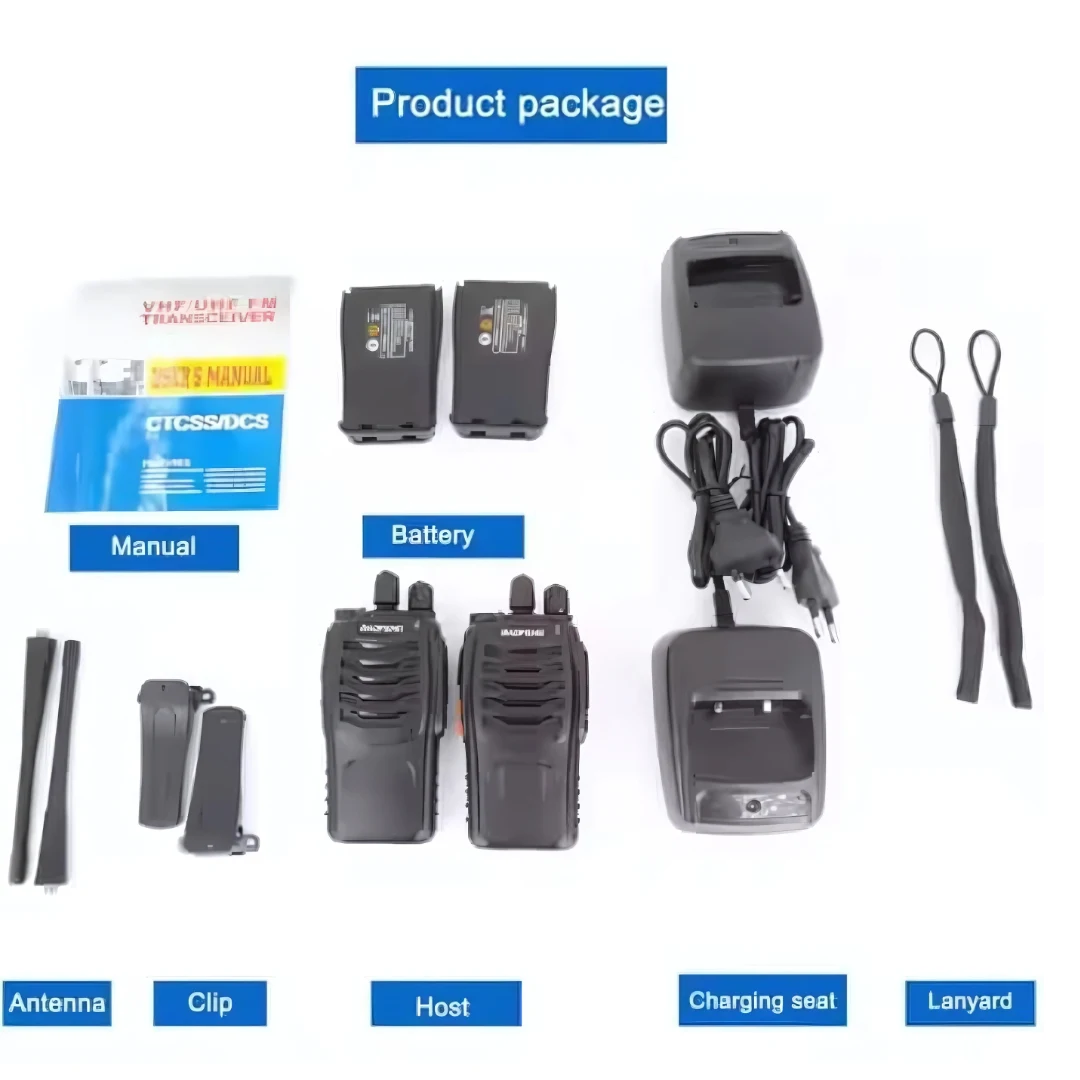 Product package
VHF/UHF FM
TRANSCEIVER
USER'S MANUAL
CTCSS/DCS
Manual
Battery
Antenna
Clip
Host
Charging seat
Lanyard